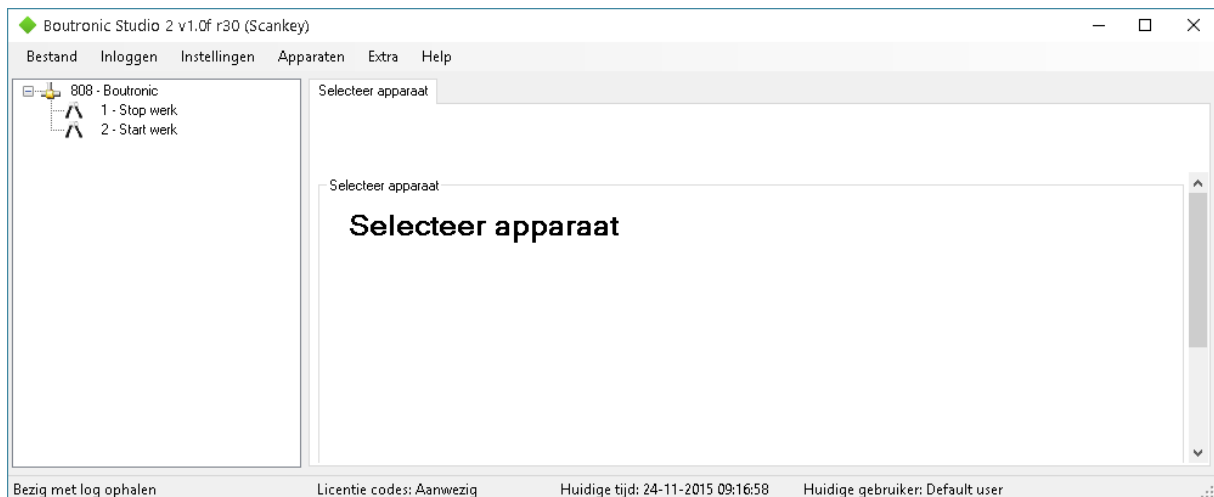 Boutronic Studio 2 v1.0f r30 (Scankey)
Bestand Inloggen Instellingen Apparaten Extra Help
808 - Boutronic
1 - Stop werk
2 - Start werk
Selecteer apparaat
Selecteer apparaat
Selecteer apparaat
Bezig met log ophalen Licentie codes: Aanwezig Huidige tijd: 24-11-2015 09:16:58 Huidige gebruiker: Default user